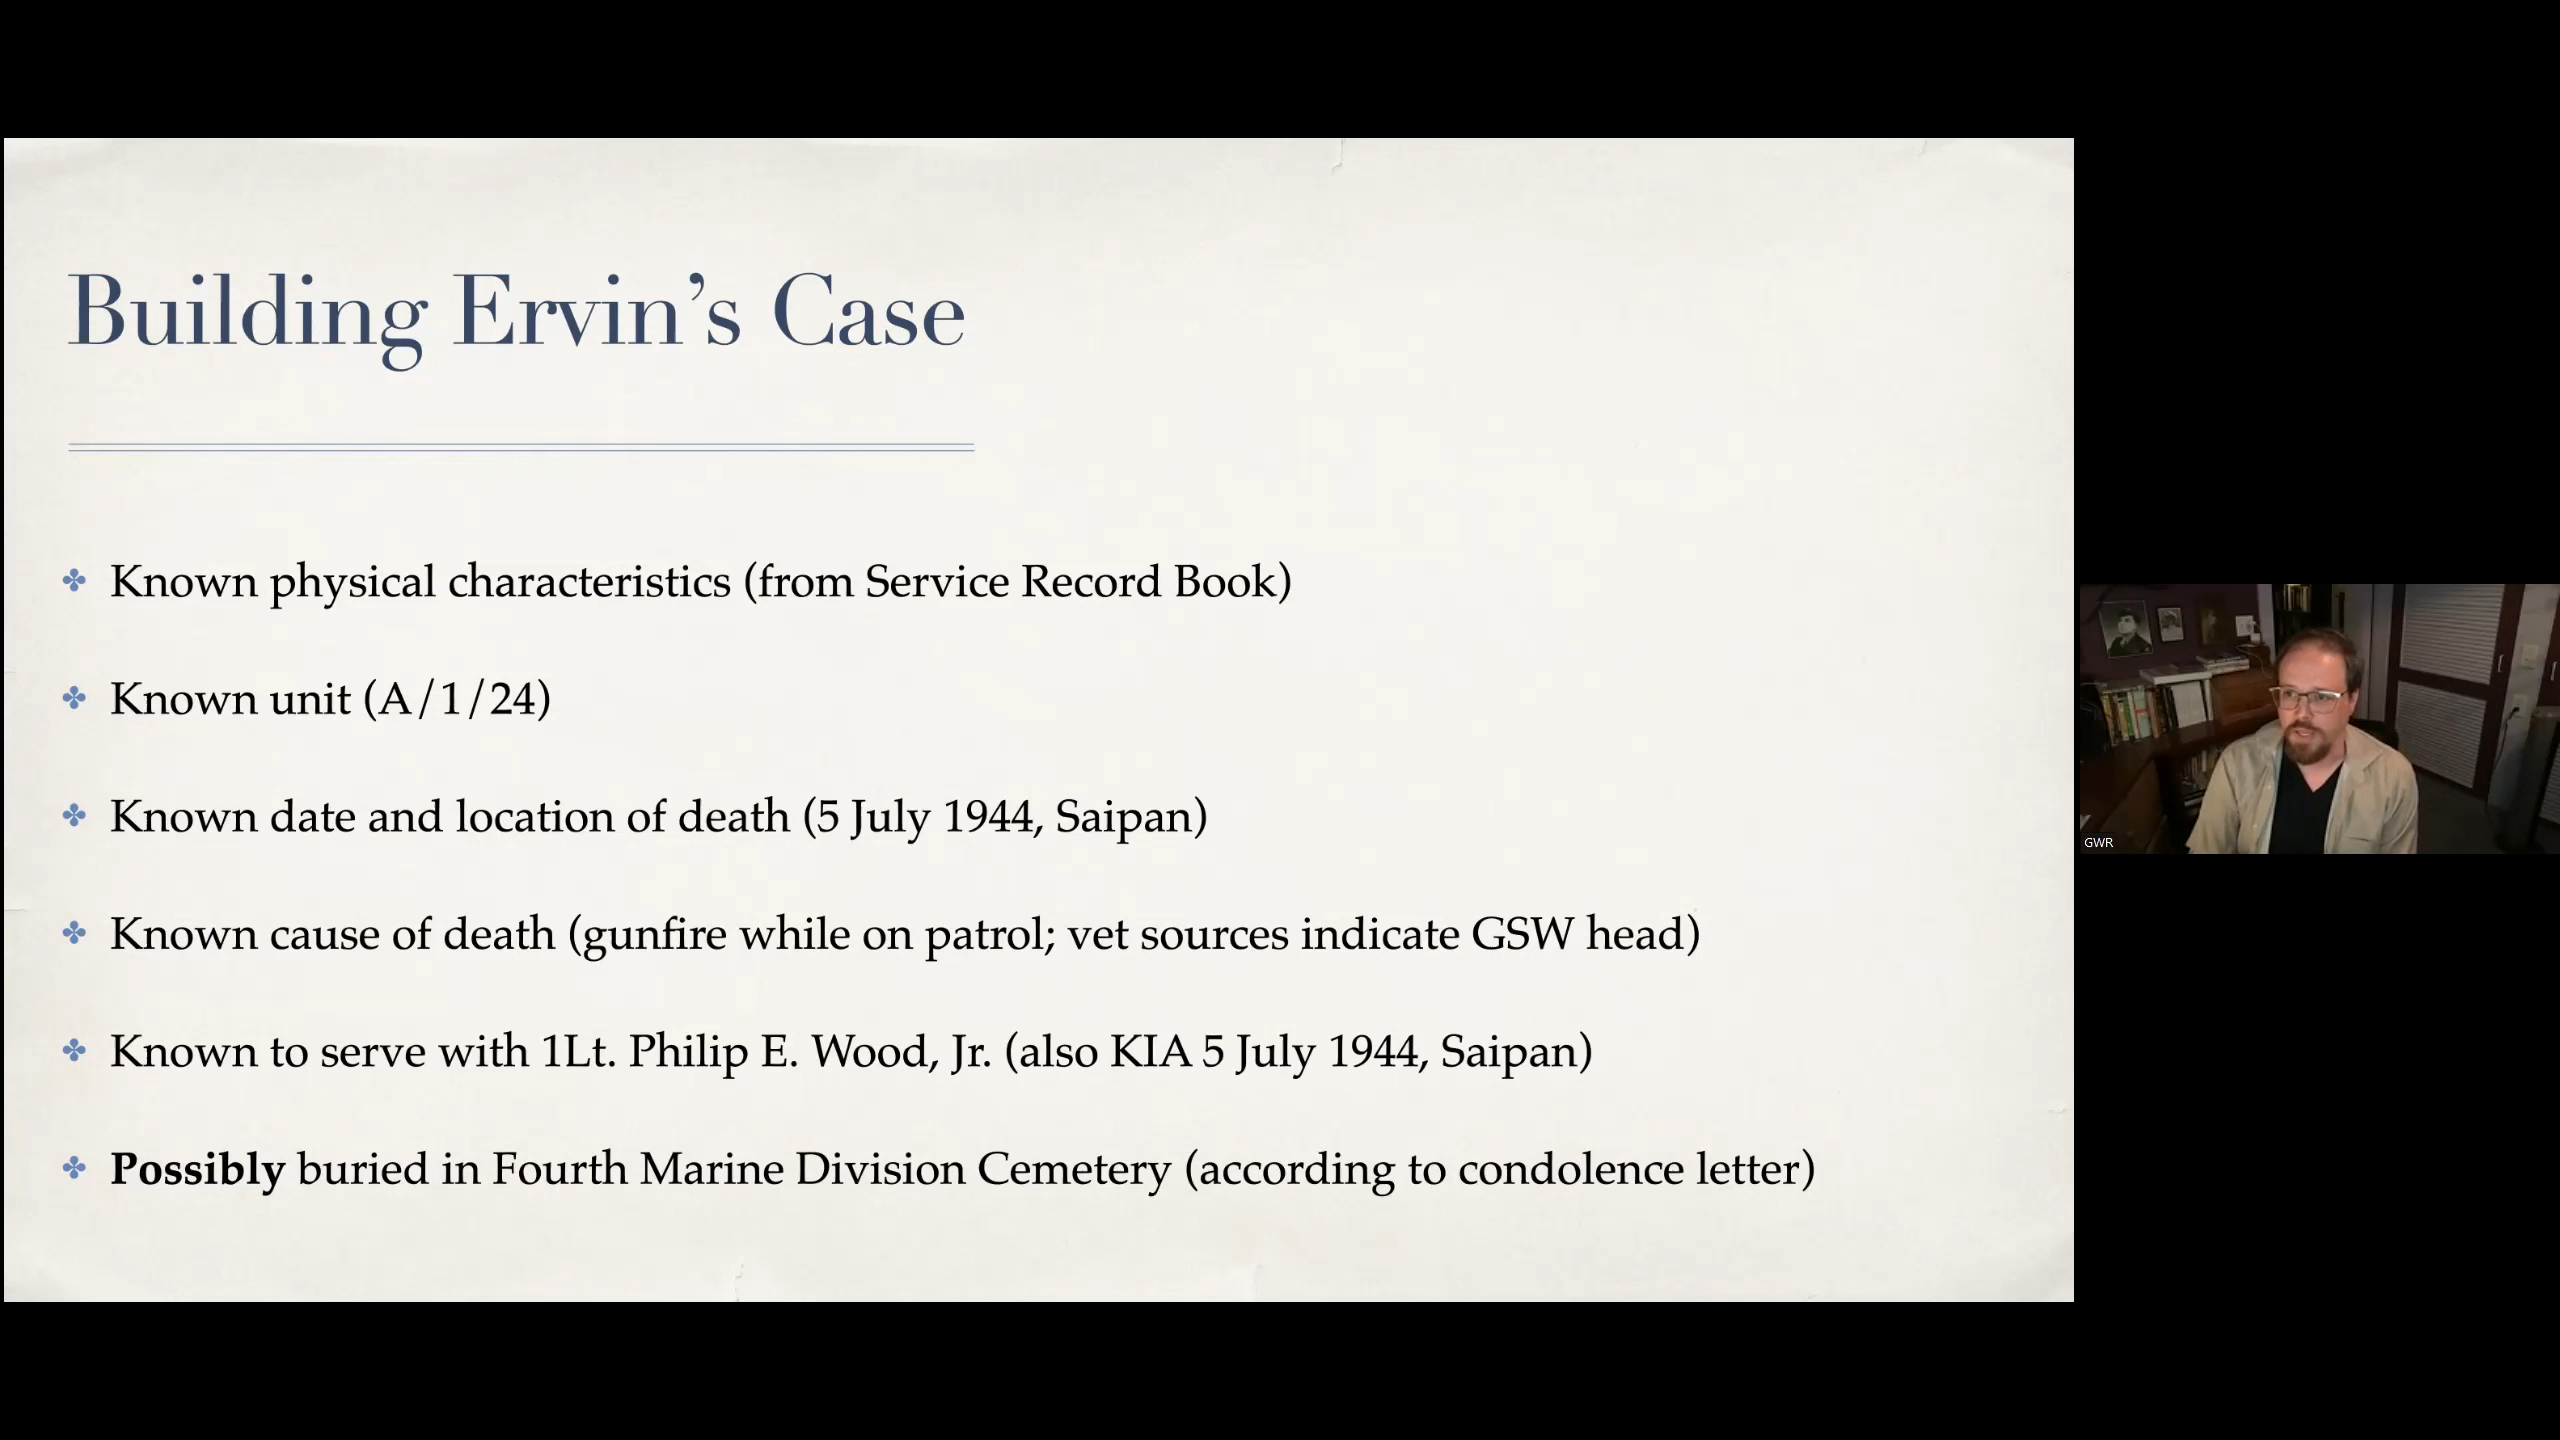 Building Ervin’s Case
Known physical characteristics (from Service Record Book)
Known unit (A/1/24)
Known date and location of death (5 July 1944, Saipan)
Known cause of death (gunfire while on patrol; vet sources indicate GSW head)
Known to serve with 1Lt. Philip E. Wood, Jr. (also KIA 5 July 1944, Saipan)
Possibly buried in Fourth Marine Division Cemetery (according to condolence letter)
GWR